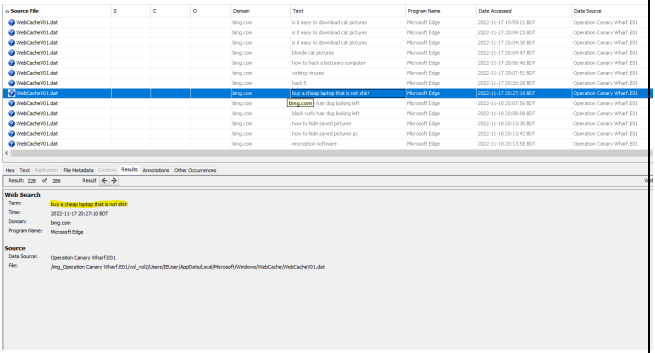 Source File S C O Domain Text Program Name Date Accessed Data Source
WebCacheV01.dat bing.com is it easy to download cat pictures Microsoft Edge 2022-11-17 19:59:21 BDT Operation Canary Wharf.E01
WebCacheV01.dat bing.com is it easy to download cat pictures Microsoft Edge 2022-11-17 20:04:23 BDT Operation Canary Wharf.E01
WebCacheV01.dat bing.com is it easy to download cat pictures Microsoft Edge 2022-11-17 20:04:30 BDT Operation Canary Wharf.E01
WebCacheV01.dat bing.com blonde cat pictures Microsoft Edge 2022-11-17 20:04:47 BDT Operation Canary Wharf.E01
WebCacheV01.dat bing.com how to hack a lecturers computer Microsoft Edge 2022-11-17 20:06:46 BDT Operation Canary Wharf.E01
WebCacheV01.dat bing.com writing viruses Microsoft Edge 2022-11-17 20:07:51 BDT Operation Canary Wharf.E01
WebCacheV01.dat bing.com hack 5 Microsoft Edge 2022-11-17 20:26:28 BDT Operation Canary Wharf.E01
WebCacheV01.dat bing.com buy a cheap laptop that is not shit! Microsoft Edge 2022-11-17 20:27:10 BDT Operation Canary Wharf.E01
WebCacheV01.dat bing.com bing.com hair dog looking left Microsoft Edge 2022-11-18 20:07:56 BDT Operation Canary Wharf.E01
WebCacheV01.dat bing.com black curly hair dog looking left Microsoft Edge 2022-11-18 20:08:08 BDT Operation Canary Wharf.E01
WebCacheV01.dat bing.com how to hide saved pictures Microsoft Edge 2022-11-18 20:13:35 BDT Operation Canary Wharf.E01
WebCacheV01.dat bing.com how to hide saved pictures pc Microsoft Edge 2022-11-18 20:13:42 BDT Operation Canary Wharf.E01
WebCacheV01.dat bing.com encryption software Microsoft Edge 2022-11-18 20:13:58 BDT Operation Canary Wharf.E01
Hex Text Application File Metadata Context Results Annotations Other Occurrences
Result: 228 of 286 Result
Web Search
Term: buy a cheap laptop that is not shit!
Time: 2022-11-17 20:27:10 BDT
Domain: bing.com
Program Name: Microsoft Edge
Source
Data Source: Operation Canary Wharf.E01
File: /img_Operation Canary Wharf.E01/vol_vol2/Users/IEUser/AppData/Local/Microsoft/Windows/WebCache/WebCacheV01.dat